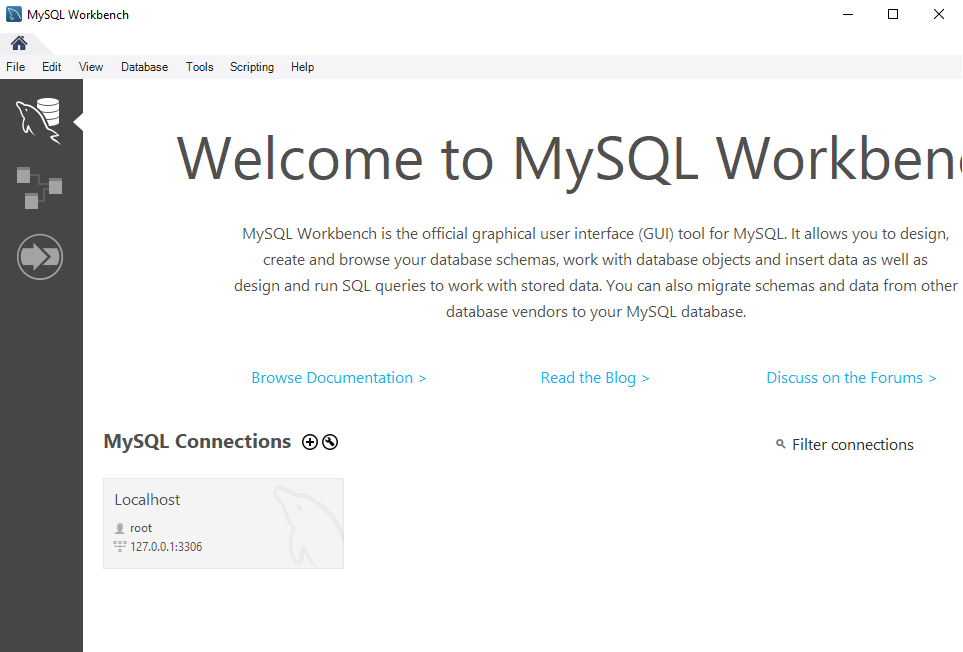 MySQL Workbench
File Edit View Database Tools Scripting Help
Welcome to MySQL
MySQL Workbench is the official graphical user interface (GUI) tool for MySQL. It allows you to design,
create and browse your database schemas, work with database objects and insert data as well as
design and run SQL queries to work with stored data. You can also migrate schemas and data from other
database vendors to your MySQL database.
Browse Documentation > Read the Blog > Discuss on the Forums >
MySQL Connections Filter connections
Localhost
root
127.0.0.1:3306